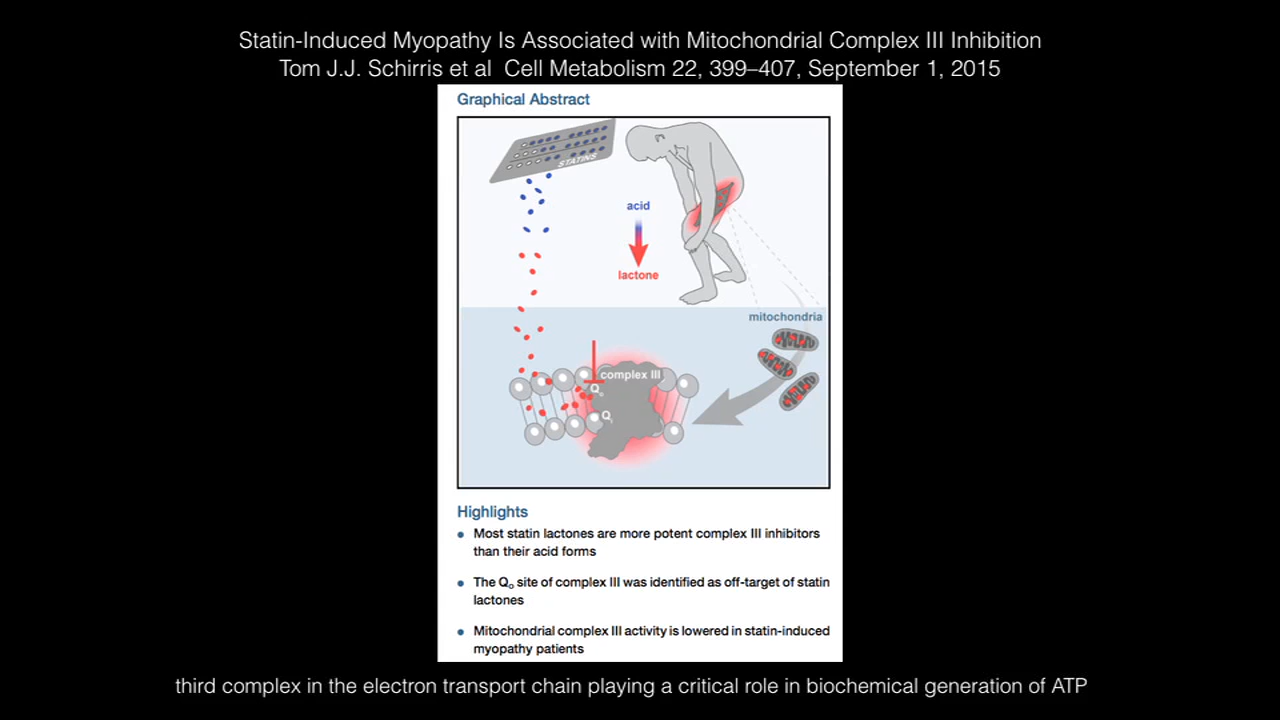 Statin-Induced Myopathy Is Associated with Mitochondrial Complex III Inhibition
Tom J.J. Schirris et al Cell Metabolism 22, 399–407, September 1, 2015
Graphical Abstract
STATINS
acid
lactone
mitochondria
complex III
Qo
Qi
Highlights
• Most statin lactones are more potent complex III inhibitors
than their acid forms
• The Qo site of complex III was identified as off-target of statin
lactones
• Mitochondrial complex III activity is lowered in statin-induced
myopathy patients
third complex in the electron transport chain playing a critical role in biochemical generation of ATP